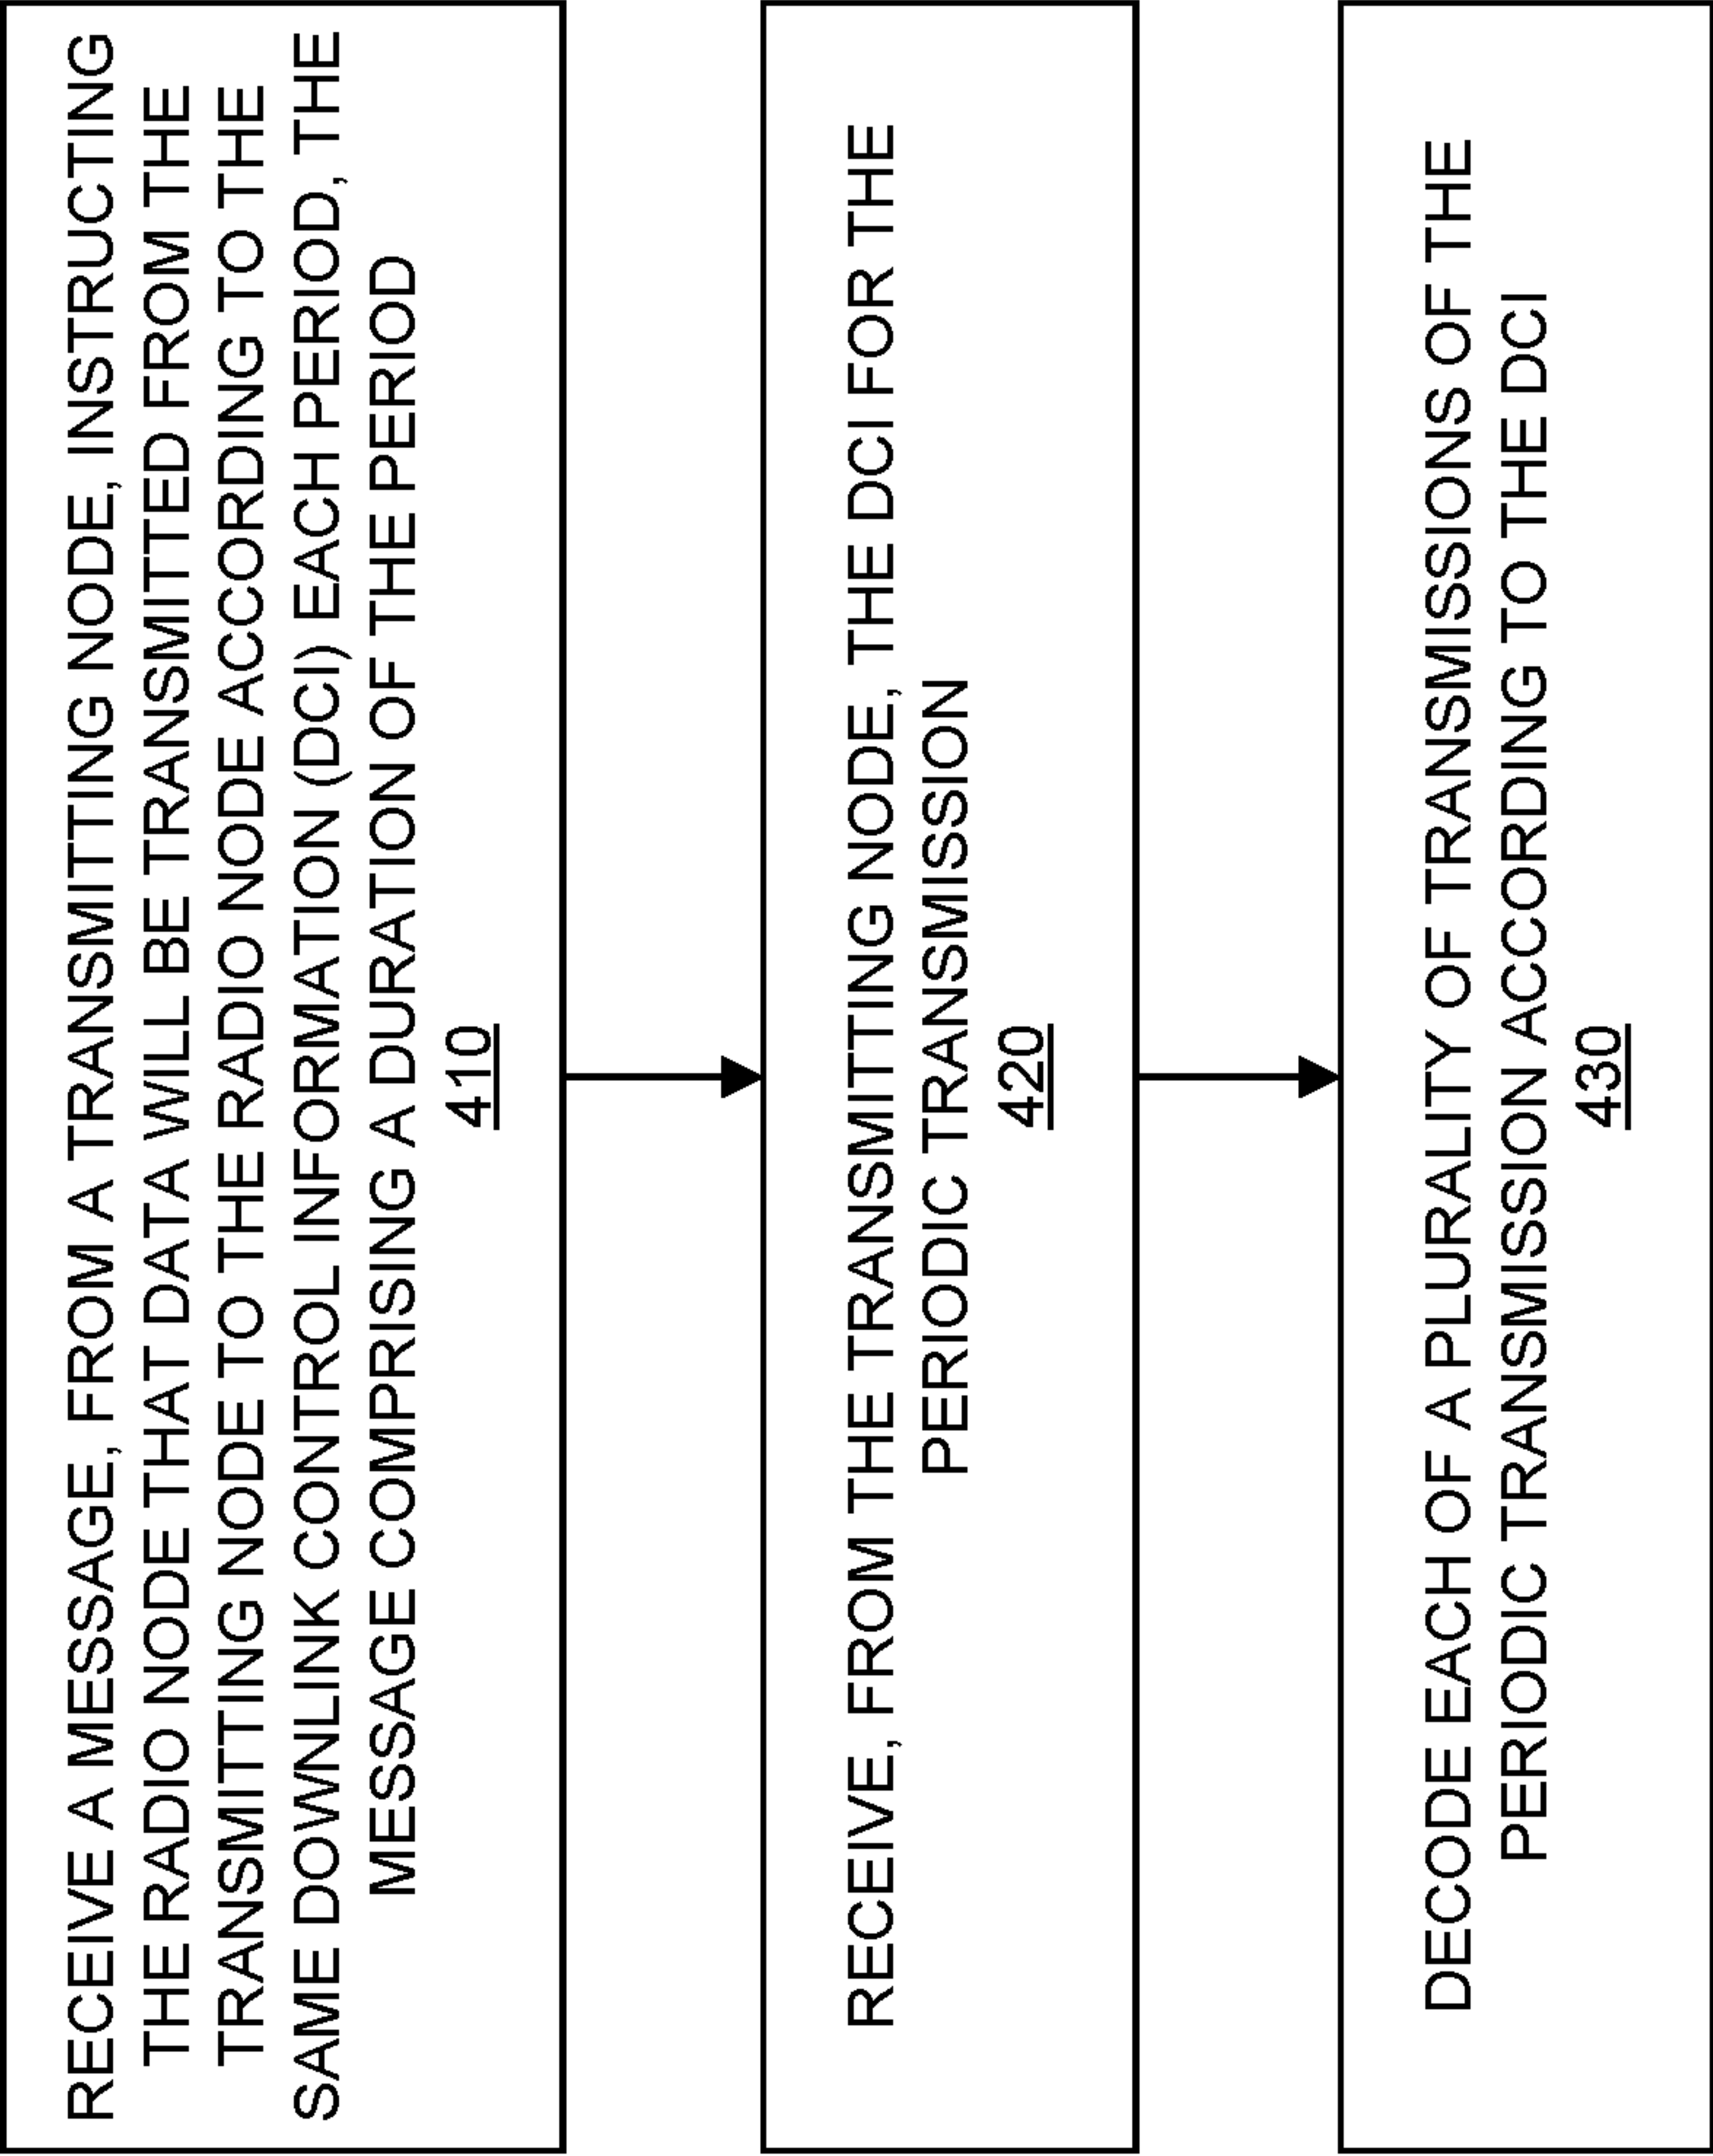 RECEIVE A MESSAGE, FROM A TRANSMITTING NODE, INSTRUCTING
THE RADIO NODE THAT DATA WILL BE TRANSMITTED FROM THE
TRANSMITTING NODE TO THE RADIO NODE ACCORDING TO THE
SAME DOWNLINK CONTROL INFORMATION (DCI) EACH PERIOD, THE
MESSAGE COMPRISING A DURATION OF THE PERIOD
410
RECEIVE, FROM THE TRANSMITTING NODE, THE DCI FOR THE
PERIODIC TRANSMISSION
420
DECODE EACH OF A PLURALITY OF TRANSMISSIONS OF THE
PERIODIC TRANSMISSION ACCORDING TO THE DCI
430